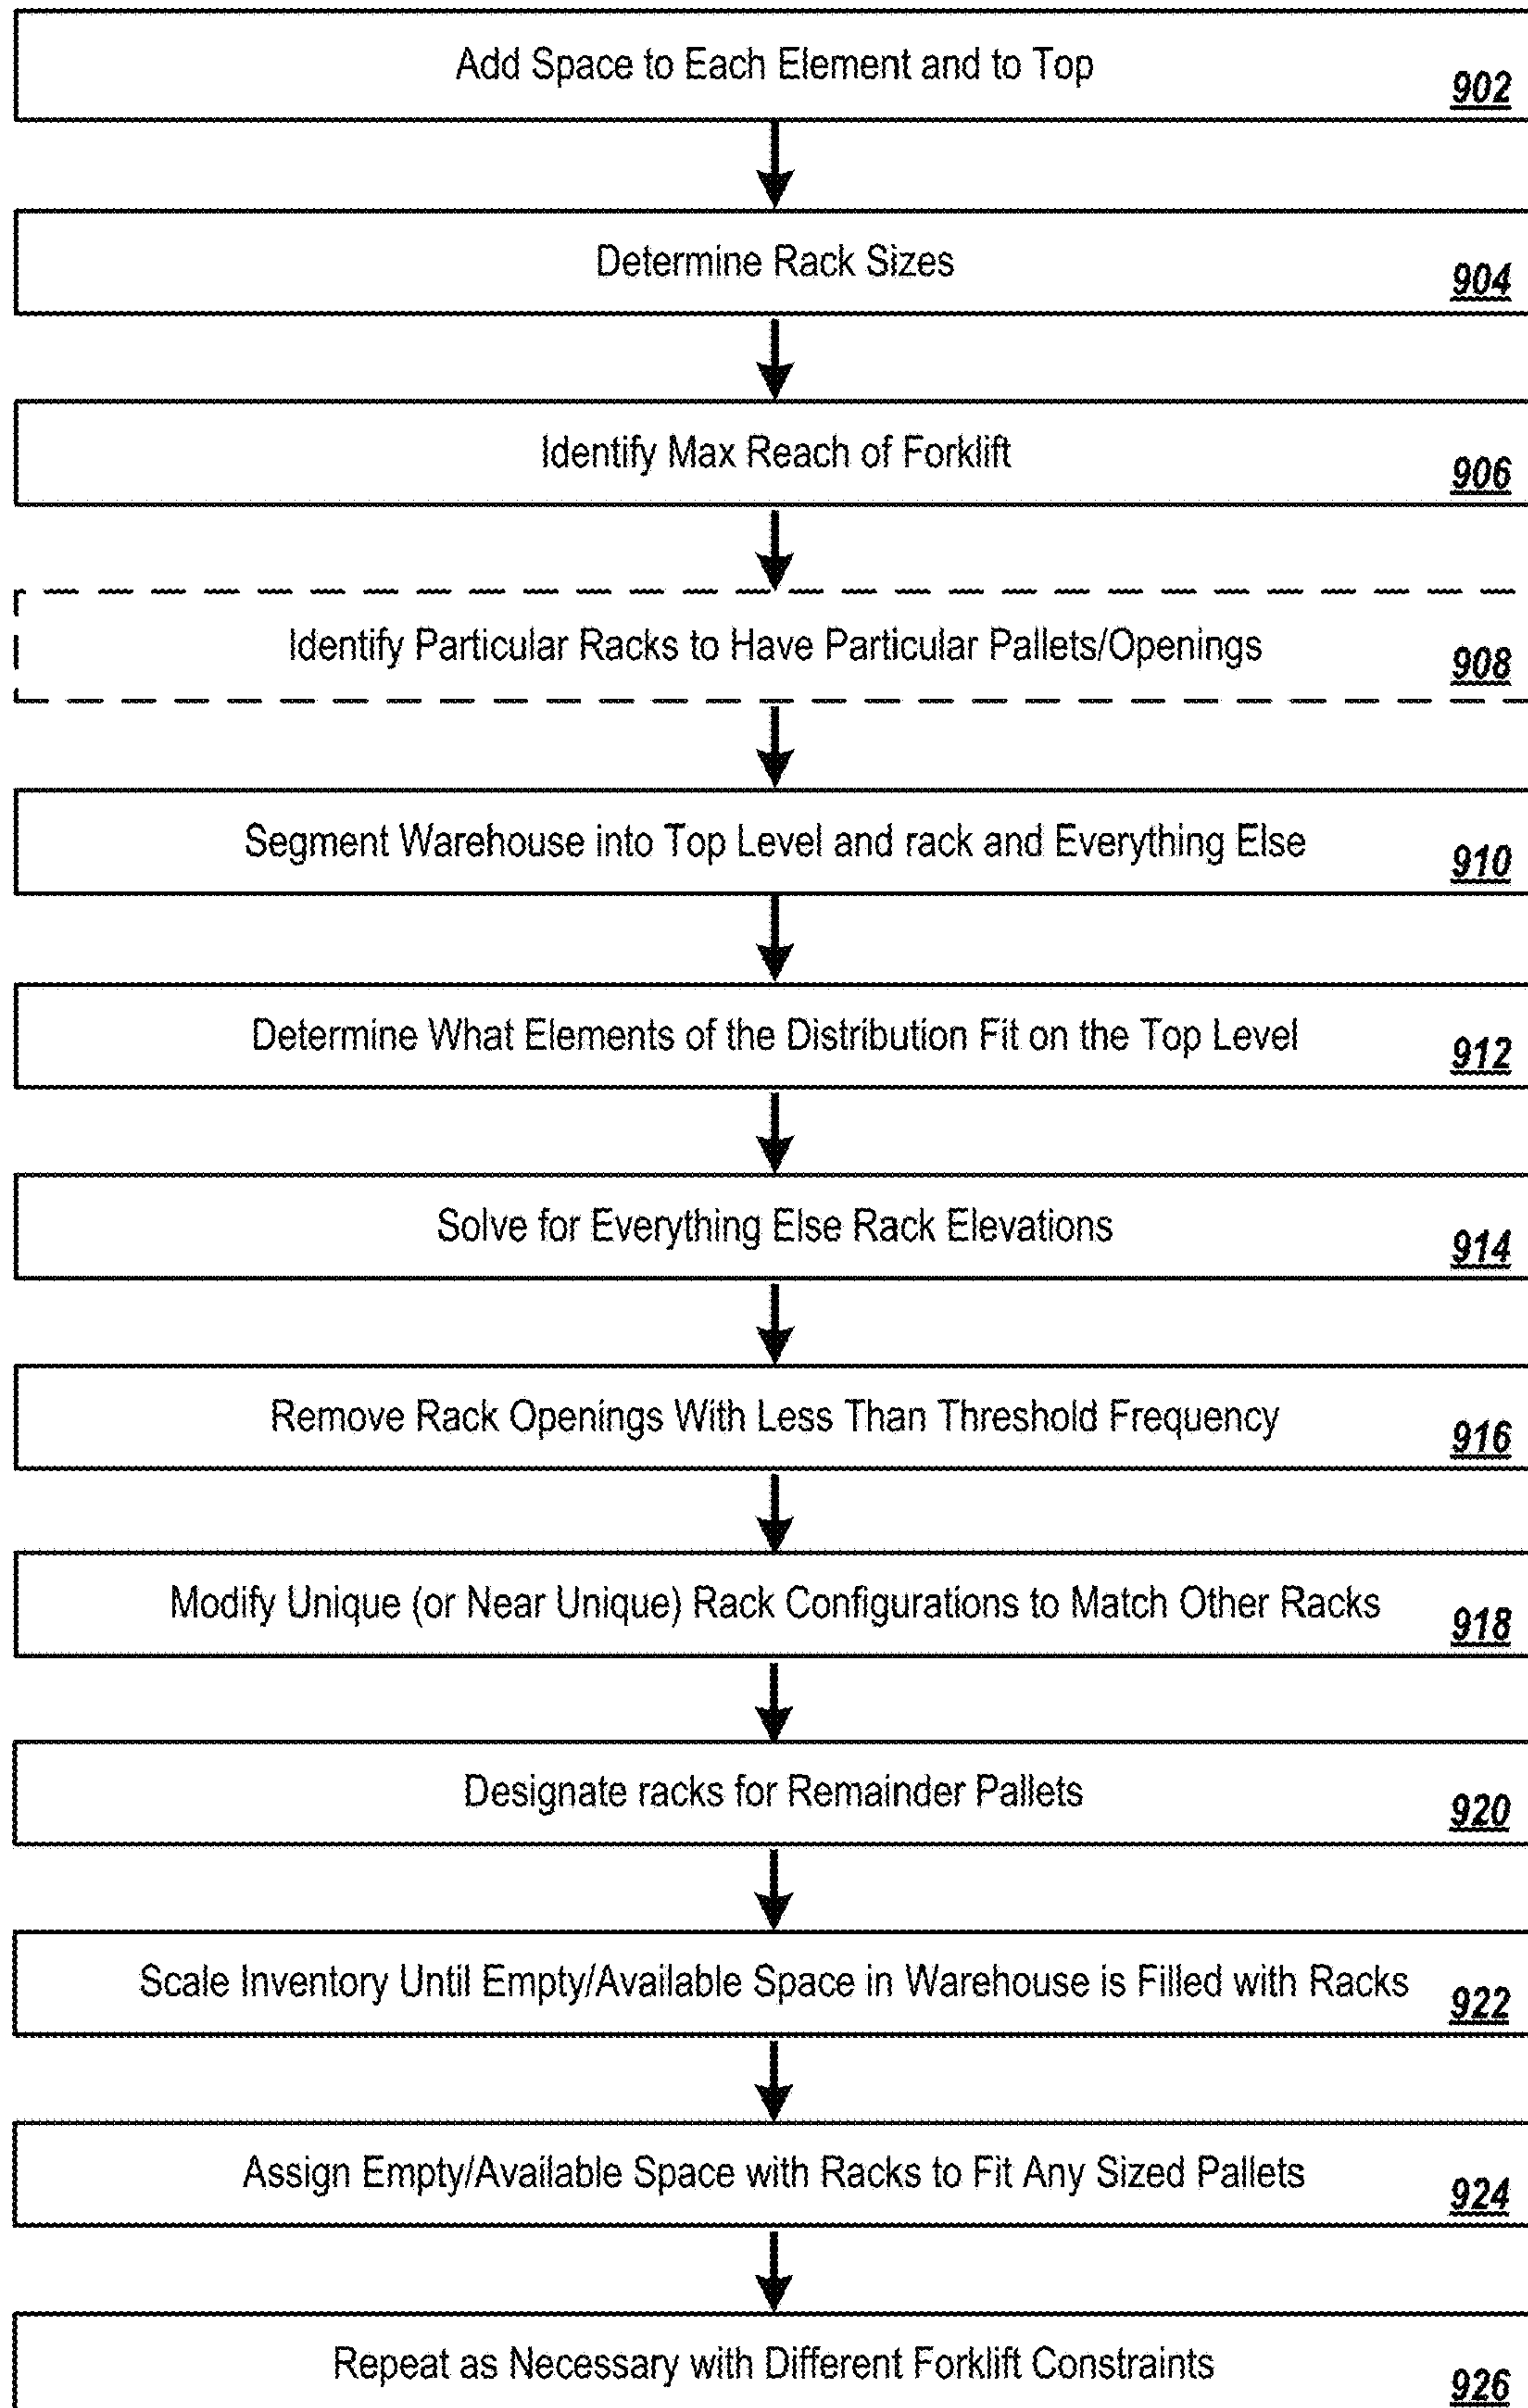 Add Space to Each Element and to Top
902
Determine Rack Sizes
904
Identify Max Reach of Forklift
906
Identify Particular Racks to Have Particular Pallets/Openings
908
Segment Warehouse into Top Level and rack and Everything Else
910
Determine What Elements of the Distribution Fit on the Top Level
912
Solve for Everything Else Rack Elevations
914
Remove Rack Openings With Less Than Threshold Frequency
916
Modify Unique (or Near Unique) Rack Configurations to Match Other Racks
918
Designate racks for Remainder Pallets
920
Scale Inventory Until Empty/Available Space in Warehouse is Filled with Racks
922
Assign Empty/Available Space with Racks to Fit Any Sized Pallets
924
Repeat as Necessary with Different Forklift Constraints
926